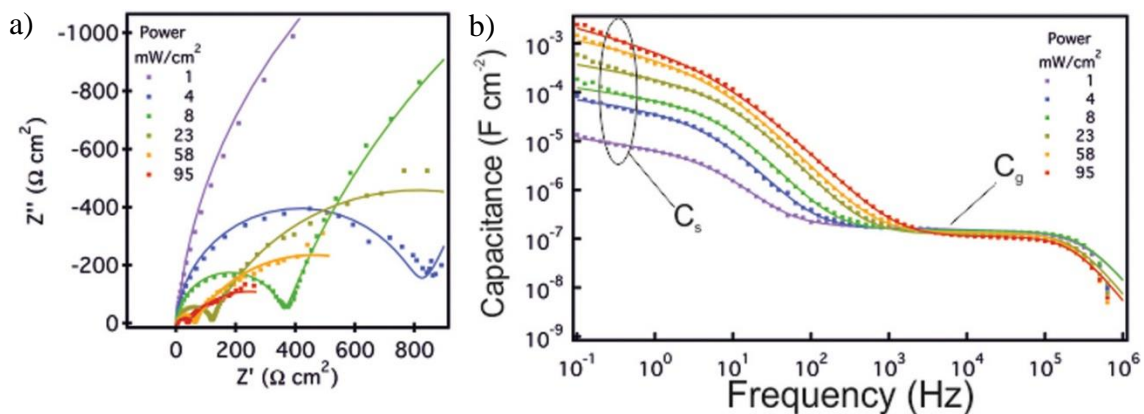 a)
Power
mW/cm²
1
4
8
23
58
95
-1000
-800
-600
-400
-200
0
Z'' (Ω cm²)
0 200 400 600 800
Z' (Ω cm²)
b)
Power
mW/cm²
1
4
8
23
58
95
10⁻³
10⁻⁴
10⁻⁵
10⁻⁶
10⁻⁷
10⁻⁸
10⁻⁹
Capacitance (F cm⁻²)
Cₛ
C_g
10⁻¹ 10⁰ 10¹ 10² 10³ 10⁴ 10⁵ 10⁶
Frequency (Hz)